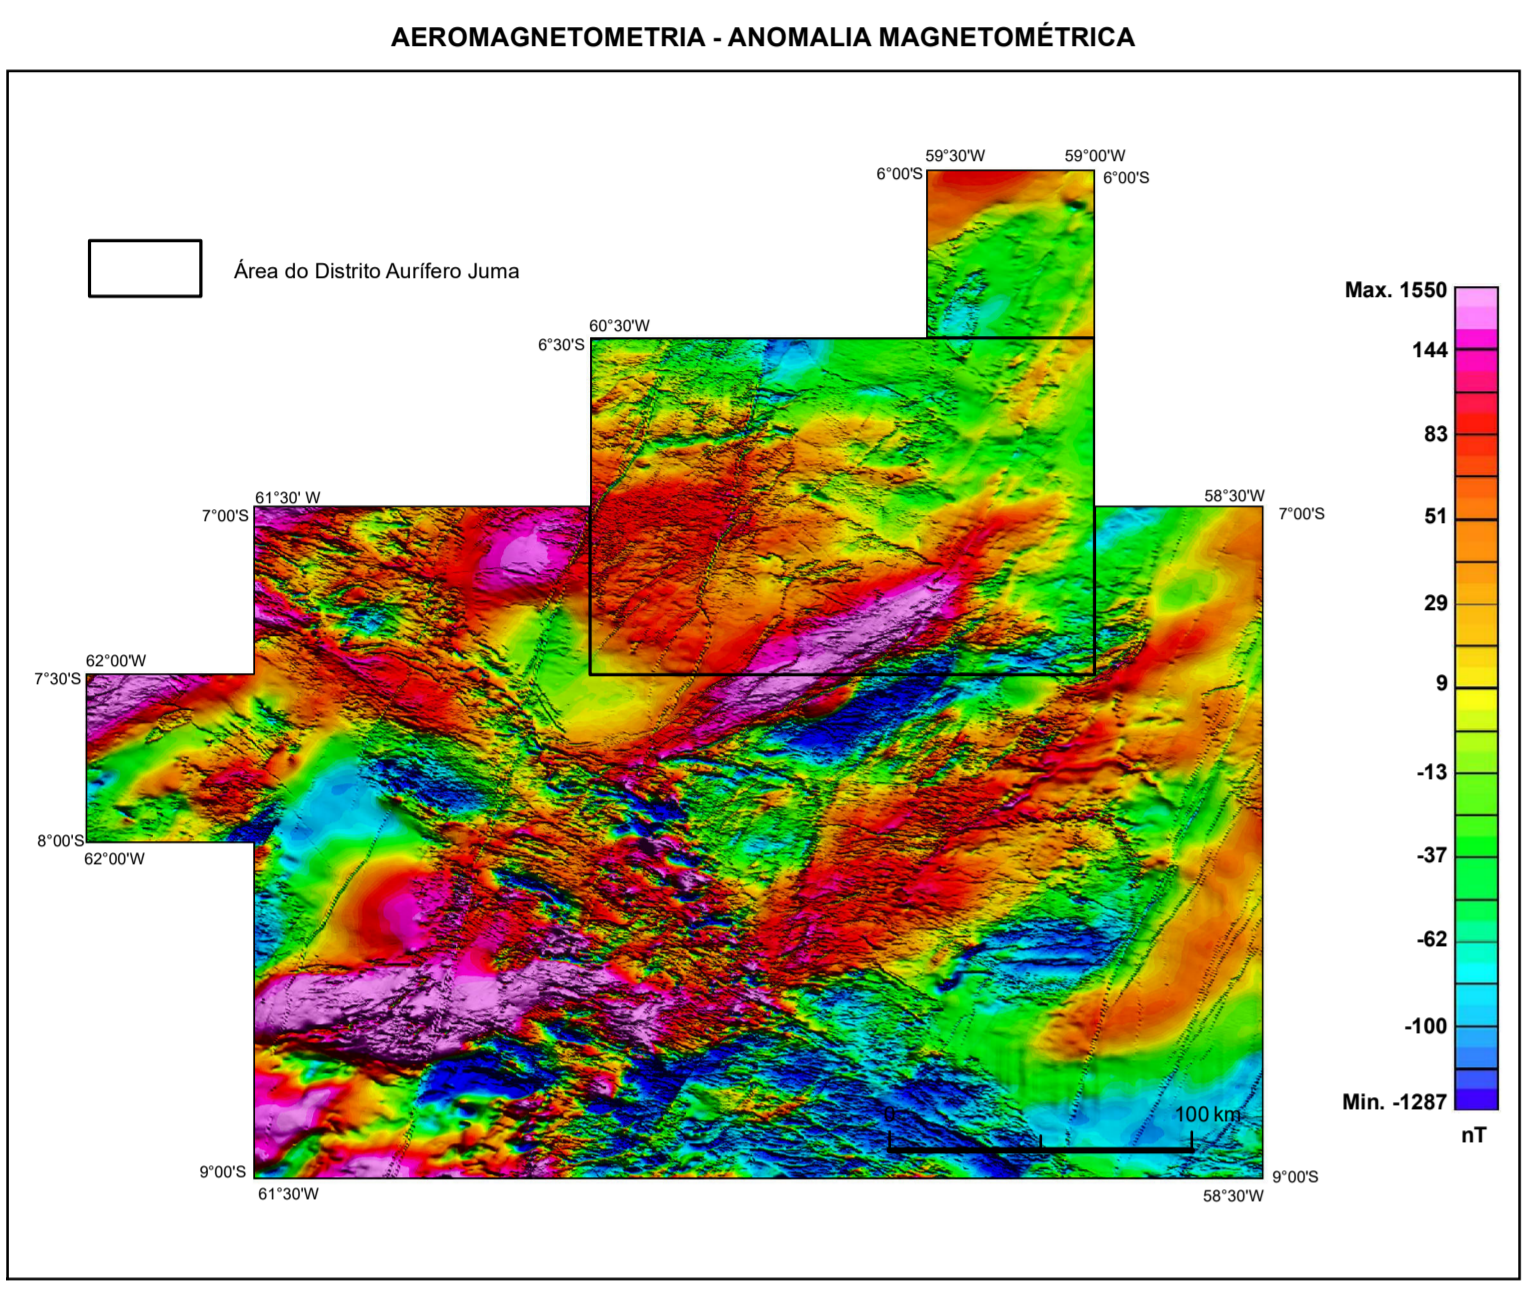 AEROMAGNETOMETRIA - ANOMALIA MAGNETOMÉTRICA
59°30'W
59°00'W
6°00'S
6°00'S
Área do Distrito Aurífero Juma
60°30'W
6°30'S
61°30' W
7°00'S
58°30'W
7°00'S
62°00'W
7°30'S
8°00'S
62°00'W
0
100 km
9°00'S
61°30'W
9°00'S
58°30'W
Max. 1550
144
83
51
29
9
-13
-37
-62
-100
Min. -1287
nT